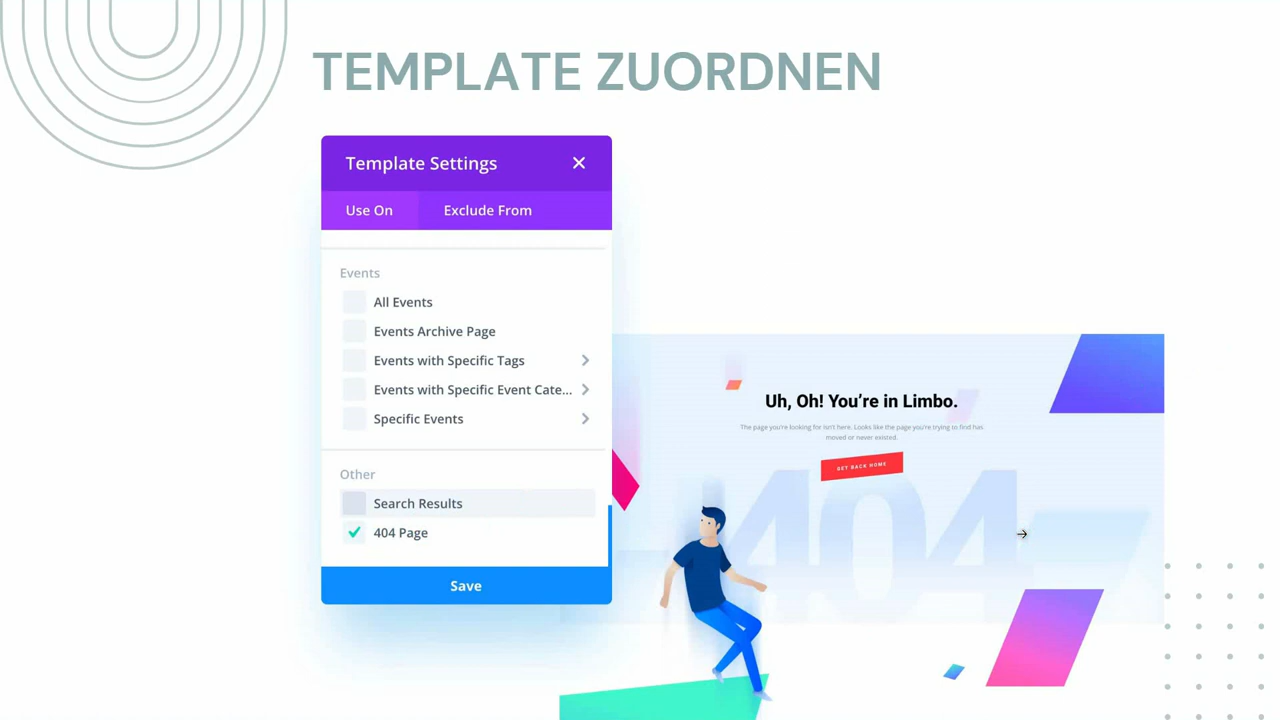 TEMPLATE ZUORDNEN
Template Settings
Use On
Exclude From
Events
All Events
Events Archive Page
Events with Specific Tags
Events with Specific Event Cate...
Specific Events
Other
Search Results
404 Page
Save
Uh, Oh! You're in Limbo.
The page you're looking for isn't here. Looks like the page you're trying to find has
moved or never existed.
GET BACK HOME
404